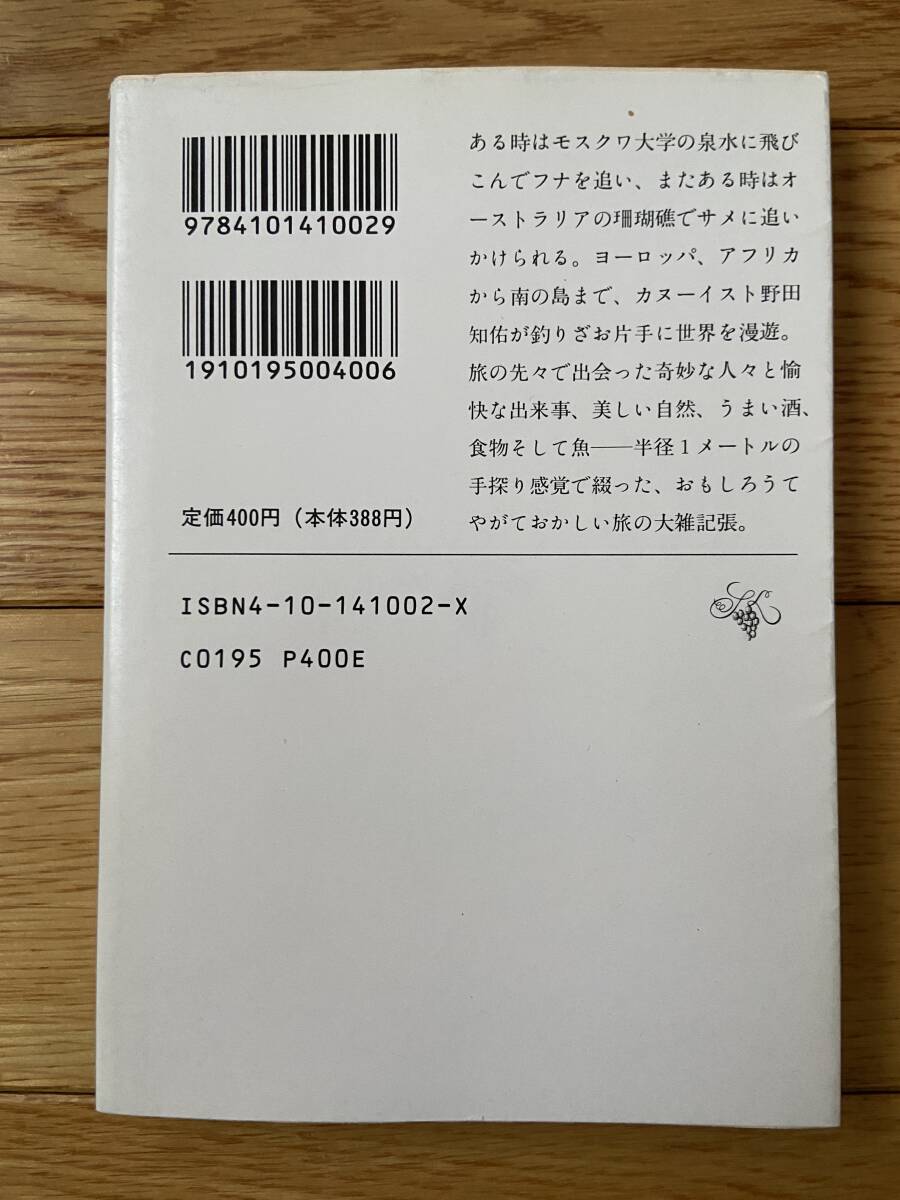 9784101410029
1910195004006
定価400円(本体388円)
ある時はモスクワ大学の泉水に飛び
こんでフナを追い、またある時はオ
ーストラリアの珊瑚礁でサメに追い
かけられる。ヨーロッパ、アフリカ
から南の島まで、カヌーイスト野田
知佑が釣りざお片手に世界を漫遊。
旅の先々で出会った奇妙な人々と愉
快な出来事、美しい自然、うまい酒、
食物そして魚——半径1メートルの
手探り感覚で綴った、おもしろうて
やがておかしい旅の大雑記張。
ISBN4-10-141002-X
C0195 P400E
SK